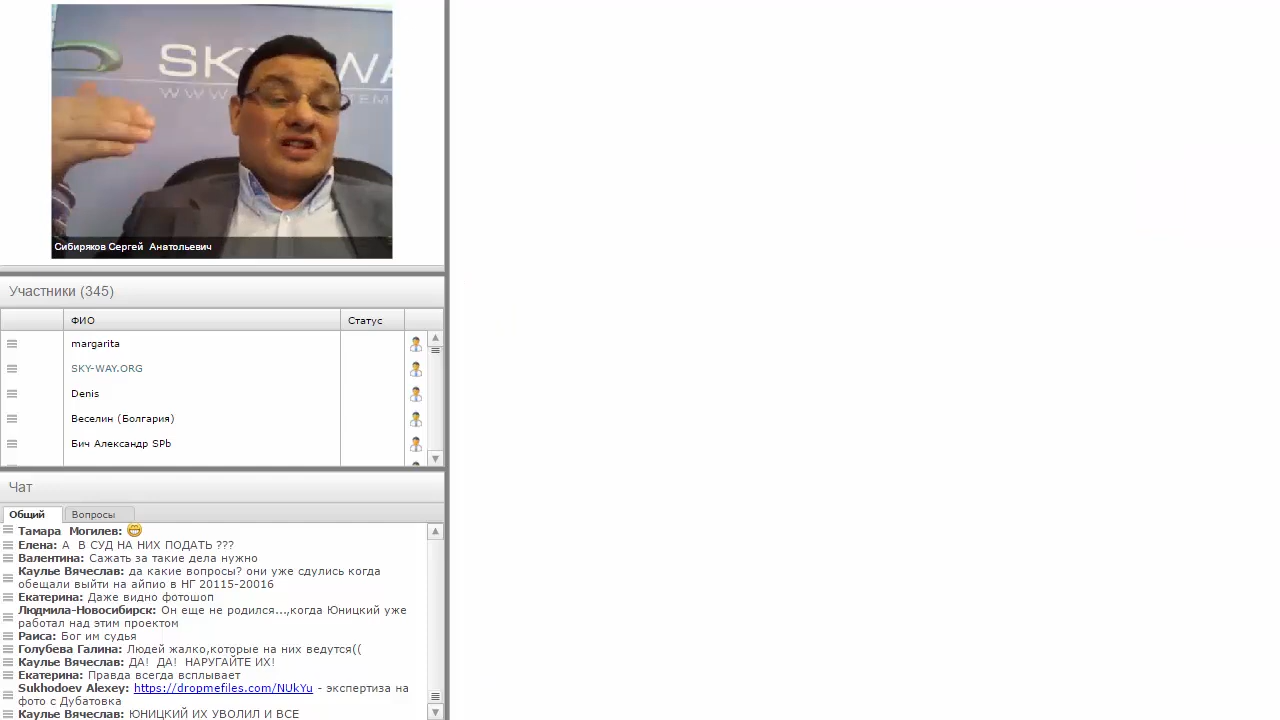 SKY WA
WWW.
TEM
Сибиряков Сергей Анатольевич
Участники (345)
ФИО
Статус
margarita
SKY-WAY.ORG
Denis
Веселин (Болгария)
Бич Александр SPb
Чат
Общий
Вопросы
Тамара Могилев:
Елена: А В СУД НА НИХ ПОДАТЬ ???
Валентина: Сажать за такие дела нужно
Каулье Вячеслав: да какие вопросы? они уже сдулись когда
обещали выйти на айпио в НГ 20115-20016
Екатерина: Даже видно фотошоп
Людмила-Новосибирск: Он еще не родился...,когда Юницкий уже
работал над этим проектом
Раиса: Бог им судья
Голубева Галина: Людей жалко,которые на них ведутся((
Каулье Вячеслав: ДА! ДА! НАРУГАЙТЕ ИХ!
Екатерина: Правда всегда всплывает
Sukhodoev Alexey: https://dropmefiles.com/NUkYu - экспертиза на
фото с Дубатовка
Каулье Вячеслав: ЮНИЦКИЙ ИХ УВОЛИЛ И ВСЕ